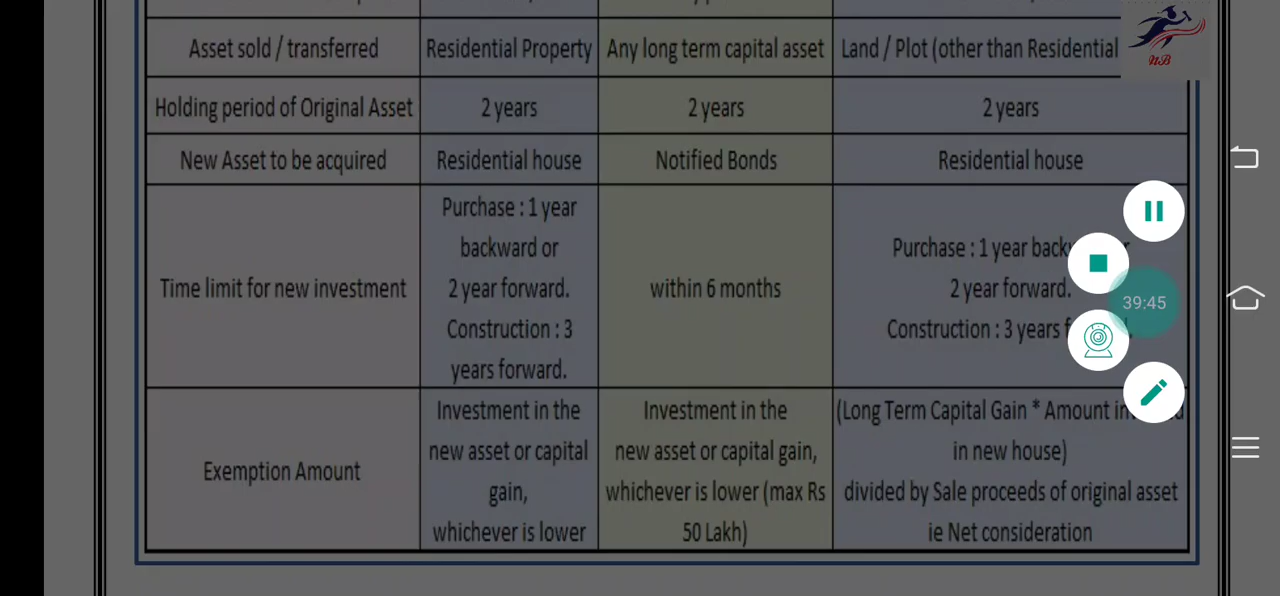 Asset sold / transferred
Residential Property
Any long term capital asset
Land / Plot (other than Residential
UB
Holding period of Original Asset
2 years
2 years
2 years
New Asset to be acquired
Residential house
Notified Bonds
Residential house
Time limit for new investment
Purchase : 1 year
backward or
2 year forward.
Construction : 3
years forward.
within 6 months
Purchase : 1 year
2 year forward.
Construction : 3 years
39:45
Exemption Amount
Investment in the
new asset or capital
gain,
whichever is lower
Investment in the
new asset or capital gain,
whichever is lower (max Rs
50 Lakh)
(Long Term Capital Gain * Amount
in new house)
divided by Sale proceeds of original asset
ie Net consideration